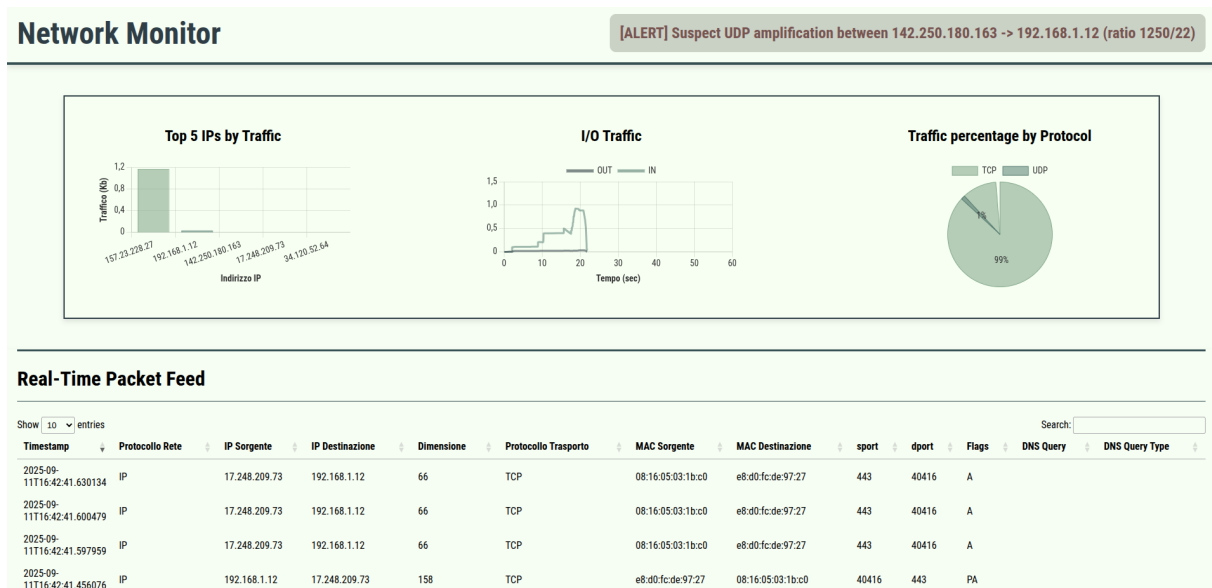 Network Monitor
[ALERT] Suspect UDP amplification between 142.250.180.163 -> 192.168.1.12 (ratio 1250/22)
Top 5 IPs by Traffic
1,2
0,8
0,4
0
Traffico (Kb)
157.23.228.27
192.168.1.12
142.250.180.163
17.248.209.73
34.120.52.64
Indirizzo IP
I/O Traffic
OUT IN
1,5
1,0
0,5
0
0 10 20 30 40 50 60
Tempo (sec)
Traffic percentage by Protocol
TCP UDP
1%
99%
Real-Time Packet Feed
Show 10 entries
Search:
Timestamp Protocollo Rete IP Sorgente IP Destinazione Dimensione Protocollo Trasporto MAC Sorgente MAC Destinazione sport dport Flags DNS Query DNS Query Type
2025-09-
11T16:42:41.630134 IP 17.248.209.73 192.168.1.12 66 TCP 08:16:05:03:1b:c0 e8:d0:fc:de:97:27 443 40416 A
2025-09-
11T16:42:41.600479 IP 17.248.209.73 192.168.1.12 66 TCP 08:16:05:03:1b:c0 e8:d0:fc:de:97:27 443 40416 A
2025-09-
11T16:42:41.597959 IP 17.248.209.73 192.168.1.12 66 TCP 08:16:05:03:1b:c0 e8:d0:fc:de:97:27 443 40416 A
2025-09-
11T16:42:41.456076 IP 192.168.1.12 17.248.209.73 158 TCP e8:d0:fc:de:97:27 08:16:05:03:1b:c0 40416 443 PA